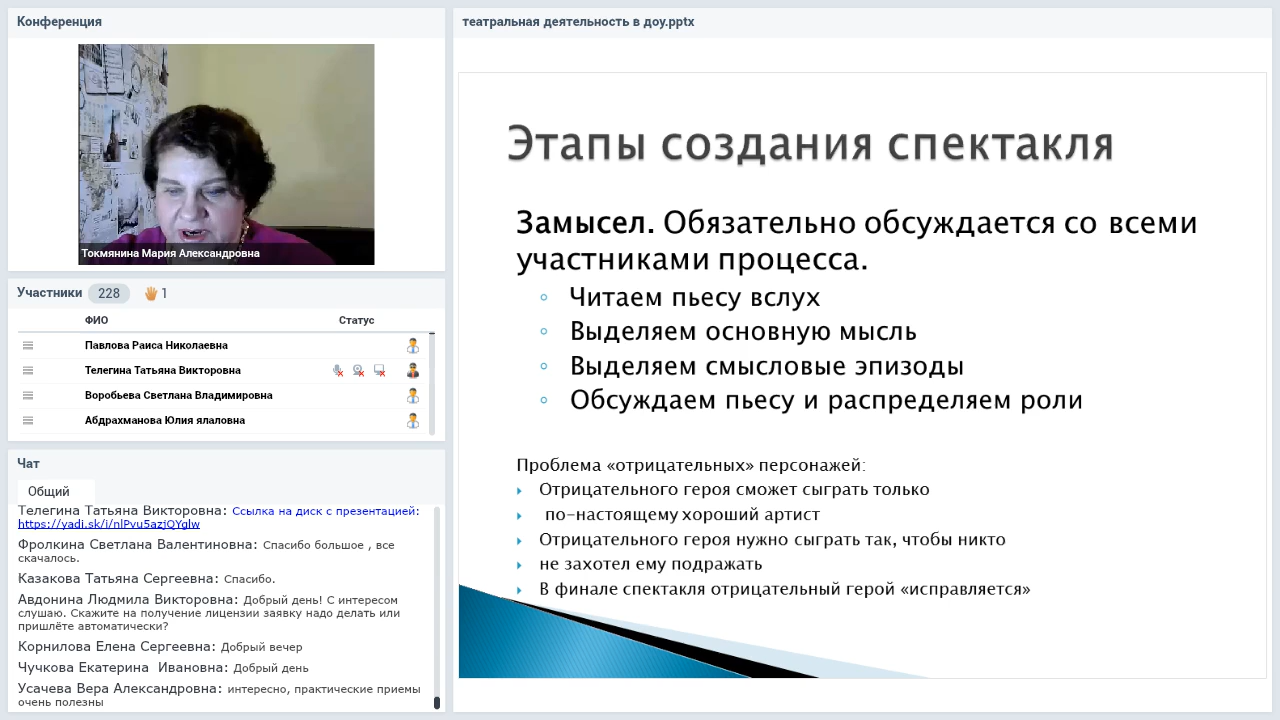 Конференция
Токмянина Мария Александровна
Участники 228 1
ФИО Статус
Павлова Раиса Николаевна
Телегина Татьяна Викторовна
Воробьева Светлана Владимировна
Абдрахманова Юлия ялаловна
Чат
Общий
Телегина Татьяна Викторовна: Ссылка на диск с презентацией:
https://yadi.sk/i/nlPvu5azjQYglw
Фролкина Светлана Валентиновна: Спасибо большое , все
скачалось.
Казакова Татьяна Сергеевна: Спасибо.
Авдонина Людмила Викторовна: Добрый день! С интересом
слушаю. Скажите на получение лицензии заявку надо делать или
пришлёте автоматически?
Корнилова Елена Сергеевна: Добрый вечер
Чучкова Екатерина  Ивановна: Добрый день
Усачева Вера Александровна: интересно, практические приемы
очень полезны
театральная деятельность в доу.pptx
Этапы создания спектакля
Замысел. Обязательно обсуждается со всеми
участниками процесса.
Читаем пьесу вслух
Выделяем основную мысль
Выделяем смысловые эпизоды
Обсуждаем пьесу и распределяем роли
Проблема «отрицательных» персонажей:
Отрицательного героя сможет сыграть только
по-настоящему хороший артист
Отрицательного героя нужно сыграть так, чтобы никто
не захотел ему подражать
В финале спектакля отрицательный герой «исправляется»